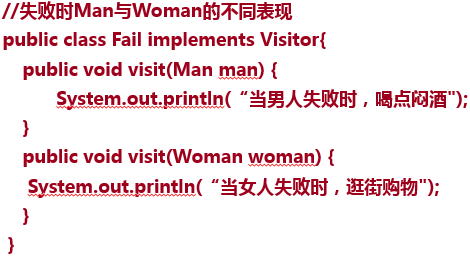 //失败时Man与Woman的不同表现
public class Fail implements Visitor{
public void visit(Man man) {
System.out.println( “当男人失败时，喝点闷酒");
}
public void visit(Woman woman) {
System.out.println( “当女人失败时，逛街购物");
}
}